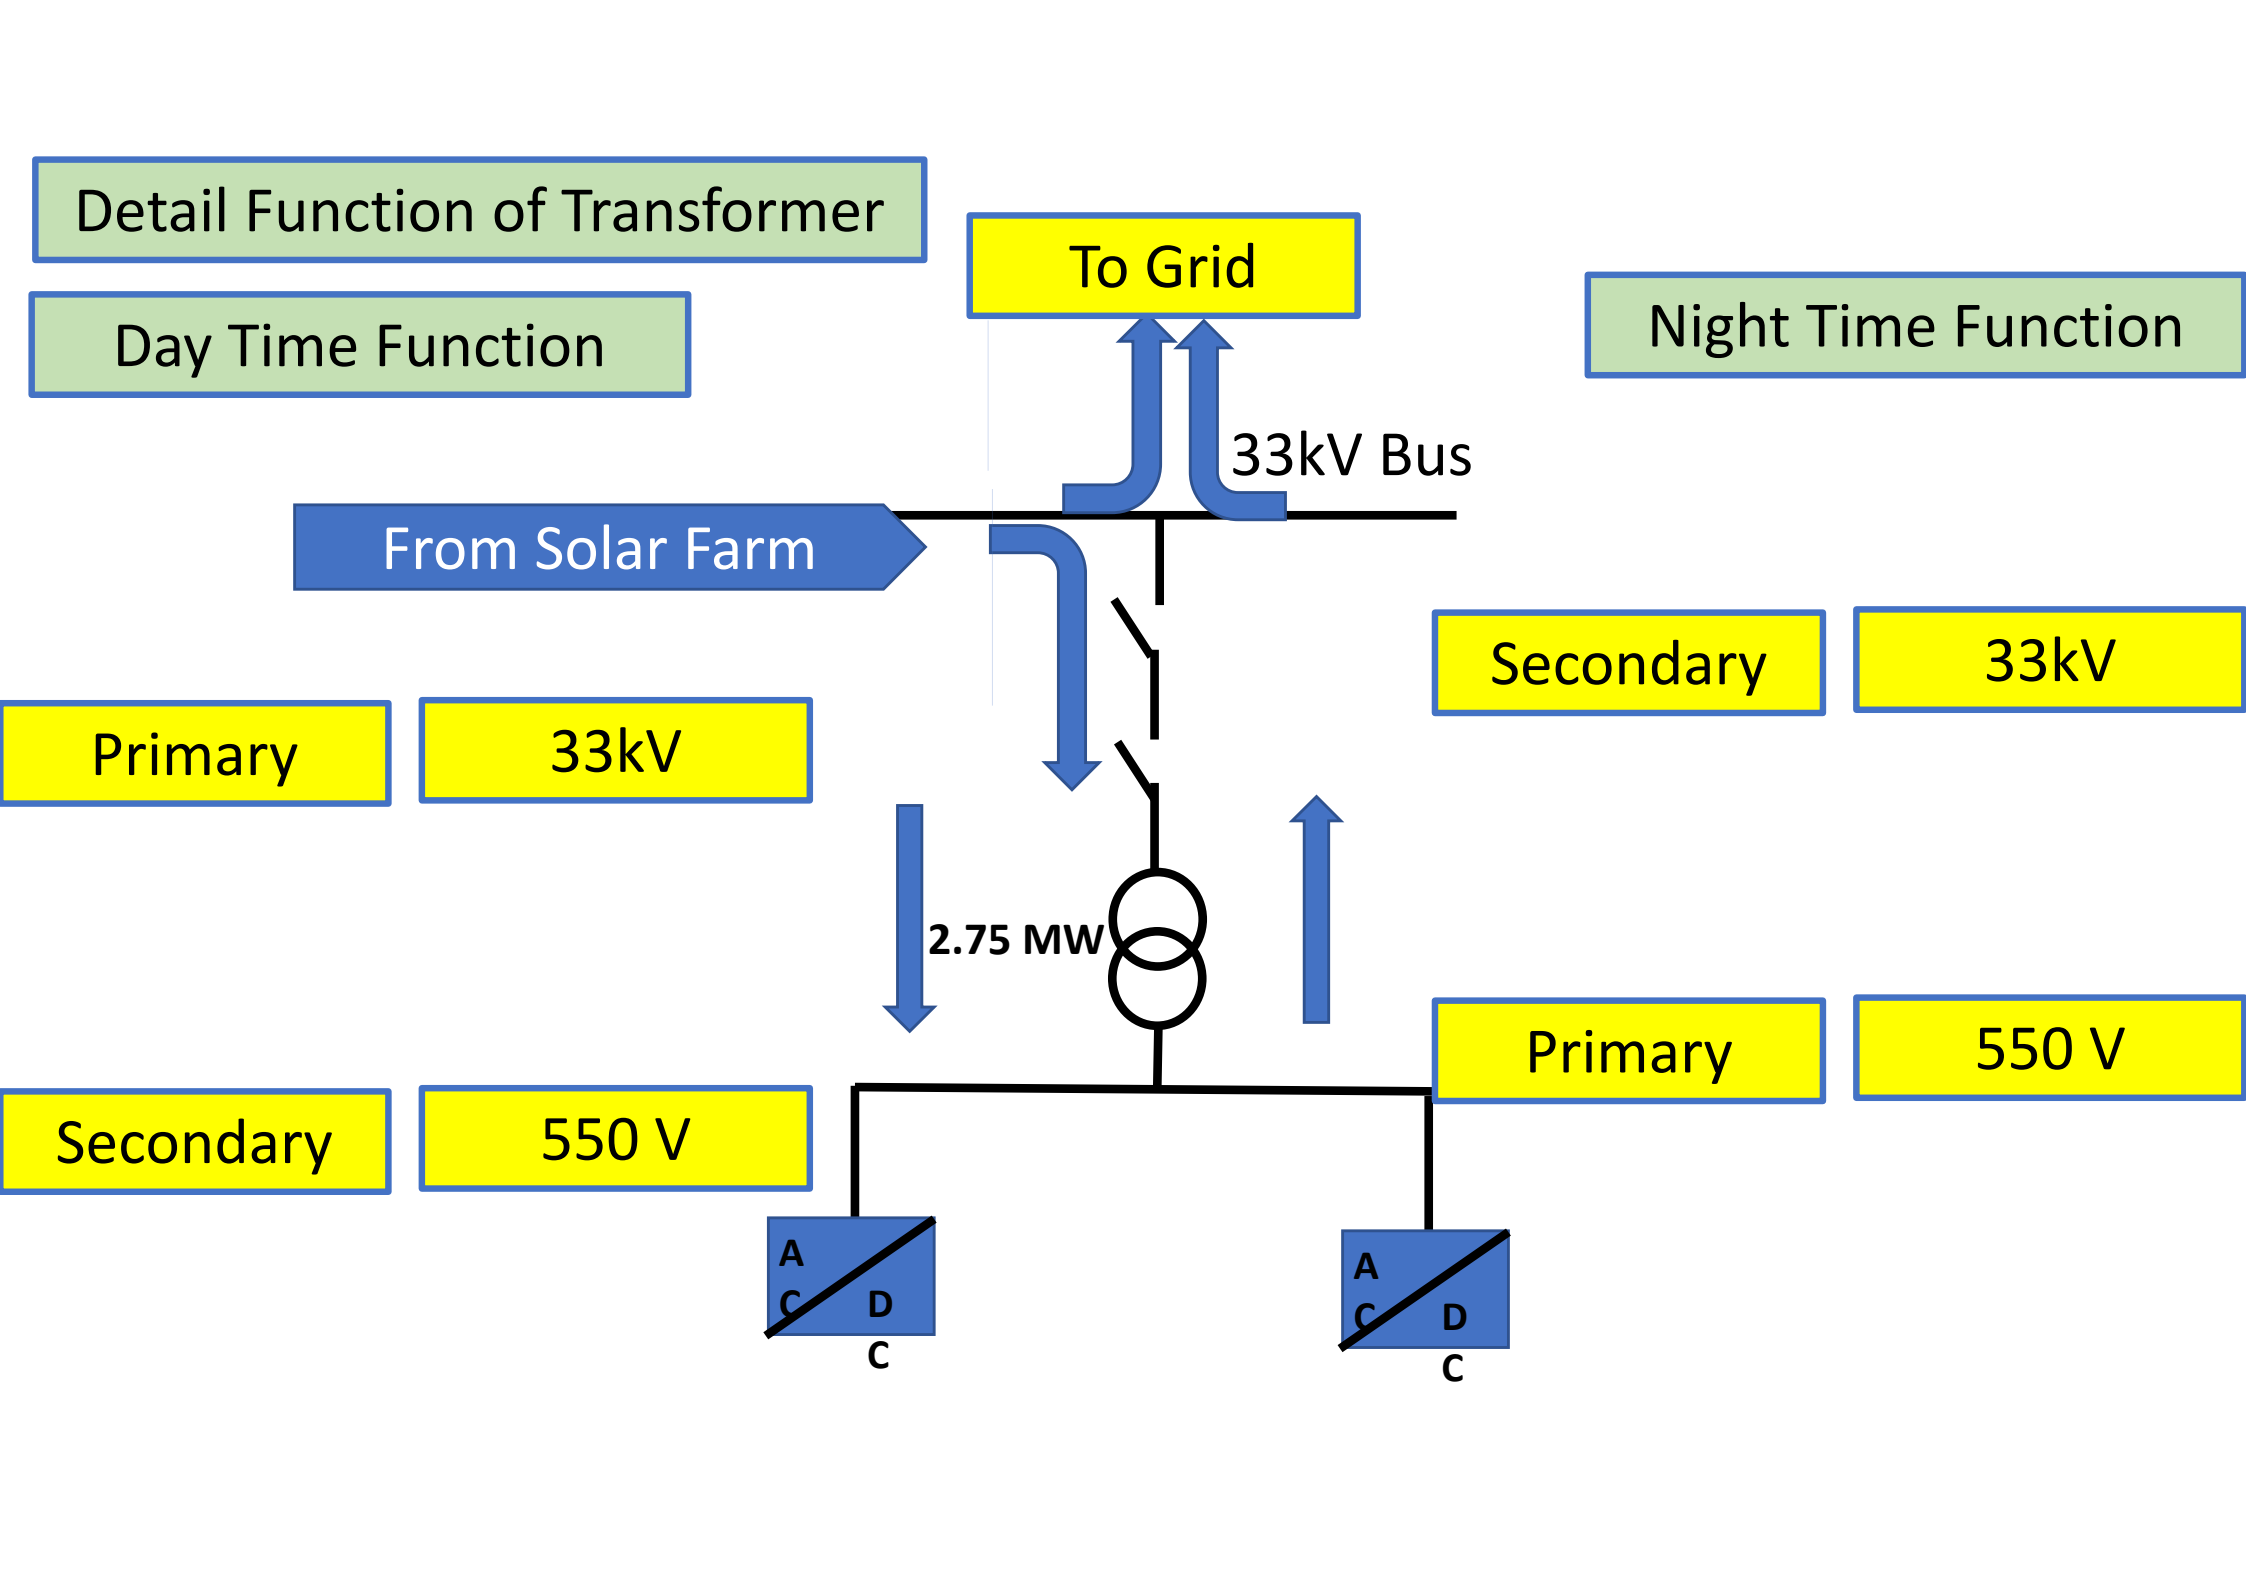 Detail Function of Transformer
To Grid
Night Time Function
Day Time Function
33kV Bus
From Solar Farm
Secondary
33kV
Primary
33kV
2.75 MW
Primary
550 V
Secondary
550 V
A
C
D
C
A
C
D
C